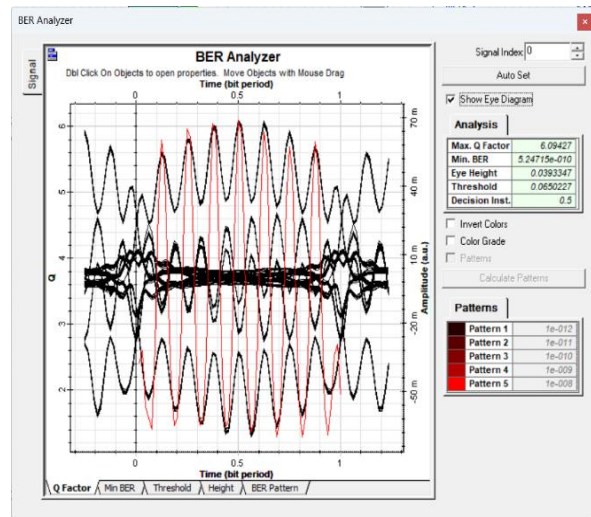 BER Analyzer
Signal
BER Analyzer
Dbl Click On Objects to open properties. Move Objects with Mouse Drag
Time (bit period)
0 0.5 1
Q
6
5
4
3
2
Amplitude (a.u.)
70 m
40 m
10 m
-20 m
-50 m
0 0.5 1
Time (bit period)
Q Factor Min BER Threshold Height BER Pattern
Signal Index: 0
Auto Set
Show Eye Diagram
Analysis
Max. Q Factor 6.09427
Min. BER 5.24715e-010
Eye Height 0.0393347
Threshold 0.0650227
Decision Inst. 0.5
Invert Colors
Color Grade
Patterns
Calculate Patterns
Patterns
Pattern 1 1e-012
Pattern 2 1e-011
Pattern 3 1e-010
Pattern 4 1e-009
Pattern 5 1e-008